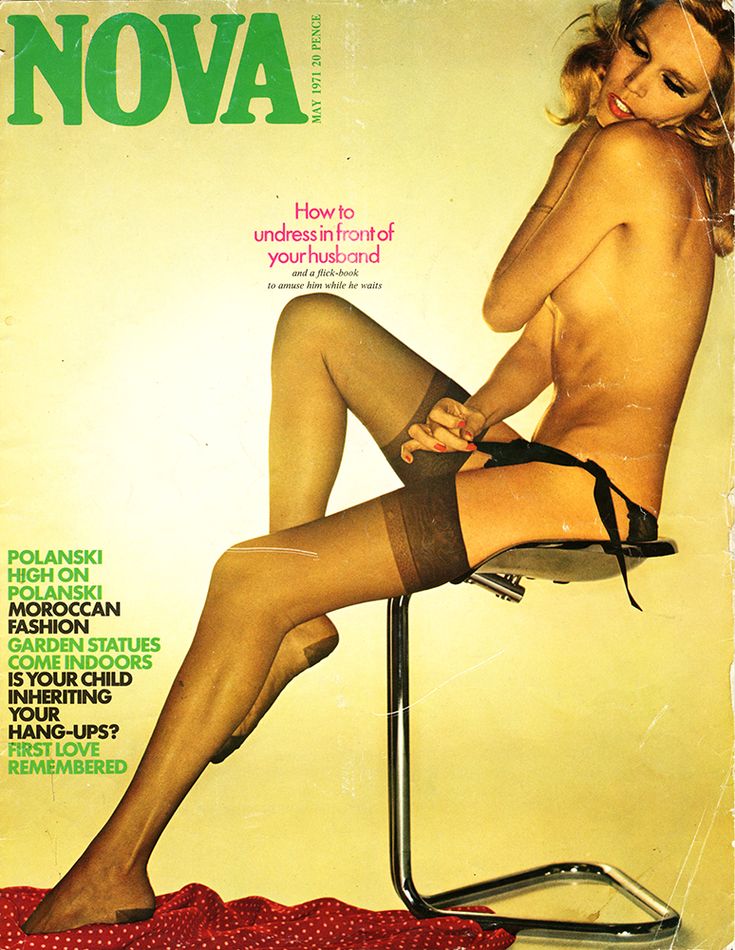 NOVA
MAY 1971 20 PENCE
How to
undress in front of
your husband
and a flick-book
to amuse him while he waits
POLANSKI
HIGH ON
POLANSKI
MOROCCAN
FASHION
GARDEN STATUES
COME INDOORS
IS YOUR CHILD
INHERITING
YOUR
HANG-UPS?
FIRST LOVE
REMEMBERED